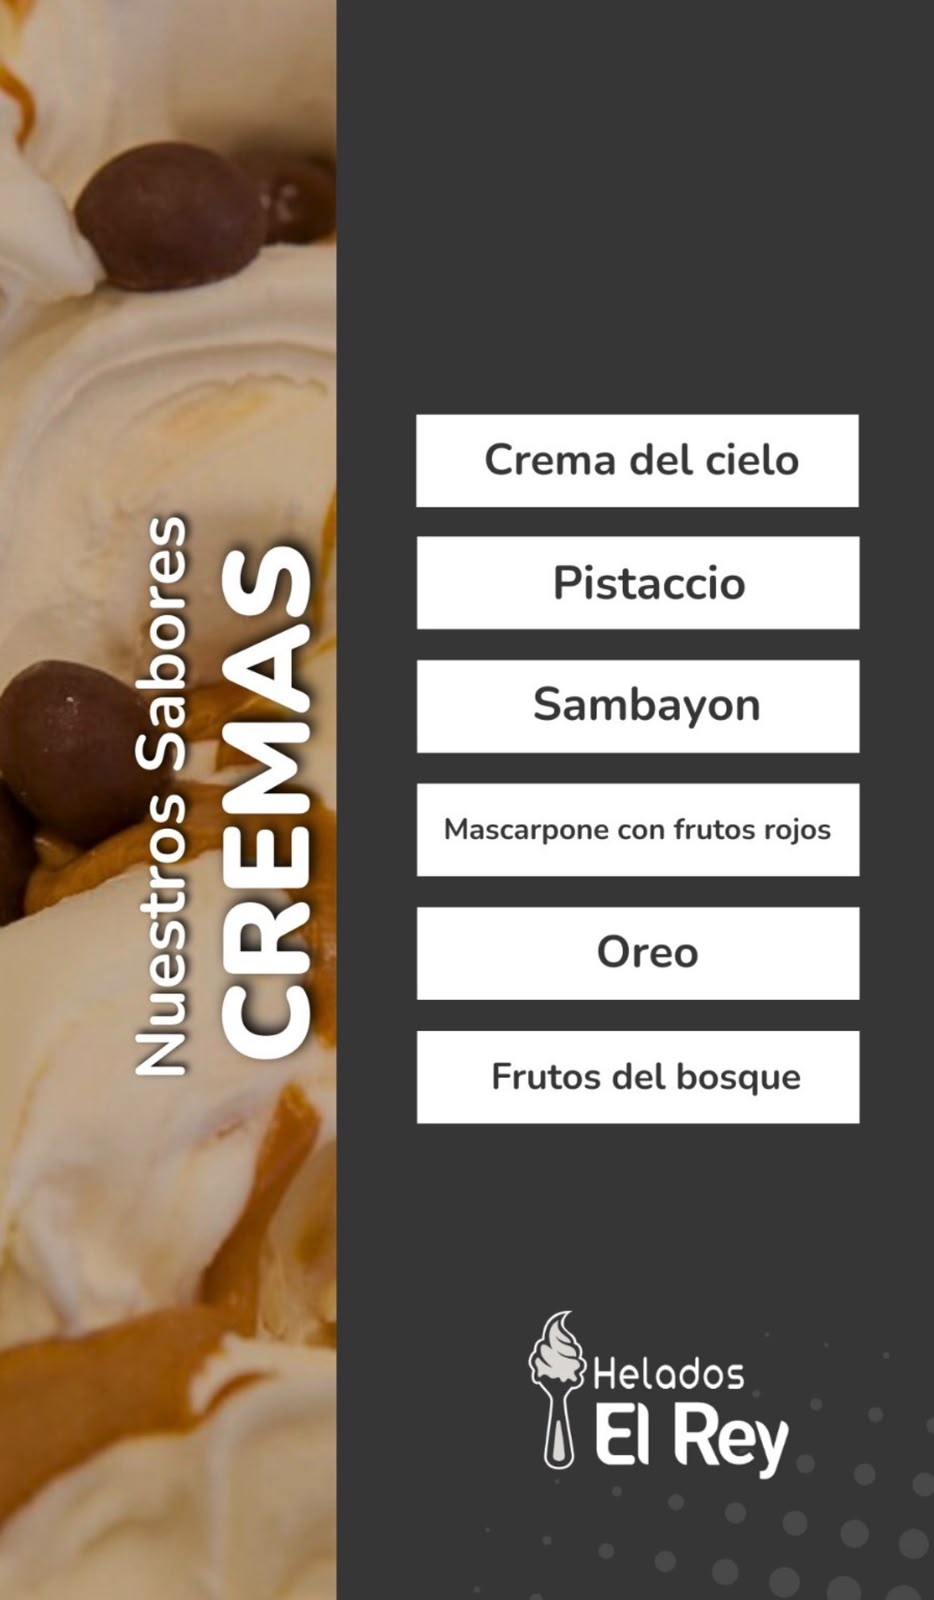 Nuestros Sabores
CREMAS
Crema del cielo
Pistaccio
Sambayon
Mascarpone con frutos rojos
Oreo
Frutos del bosque
Helados
El Rey